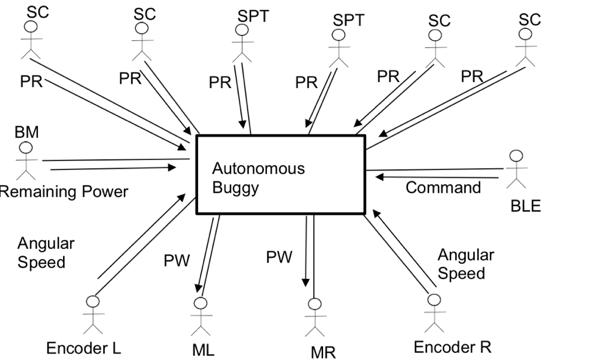 SC
SC
SPT
SPT
SC
SC
PR
PR
PR
PR
PR
PR
BM
Remaining Power
Autonomous
Buggy
Command
BLE
Angular
Speed
PW
PW
Angular
Speed
Encoder L
ML
MR
Encoder R